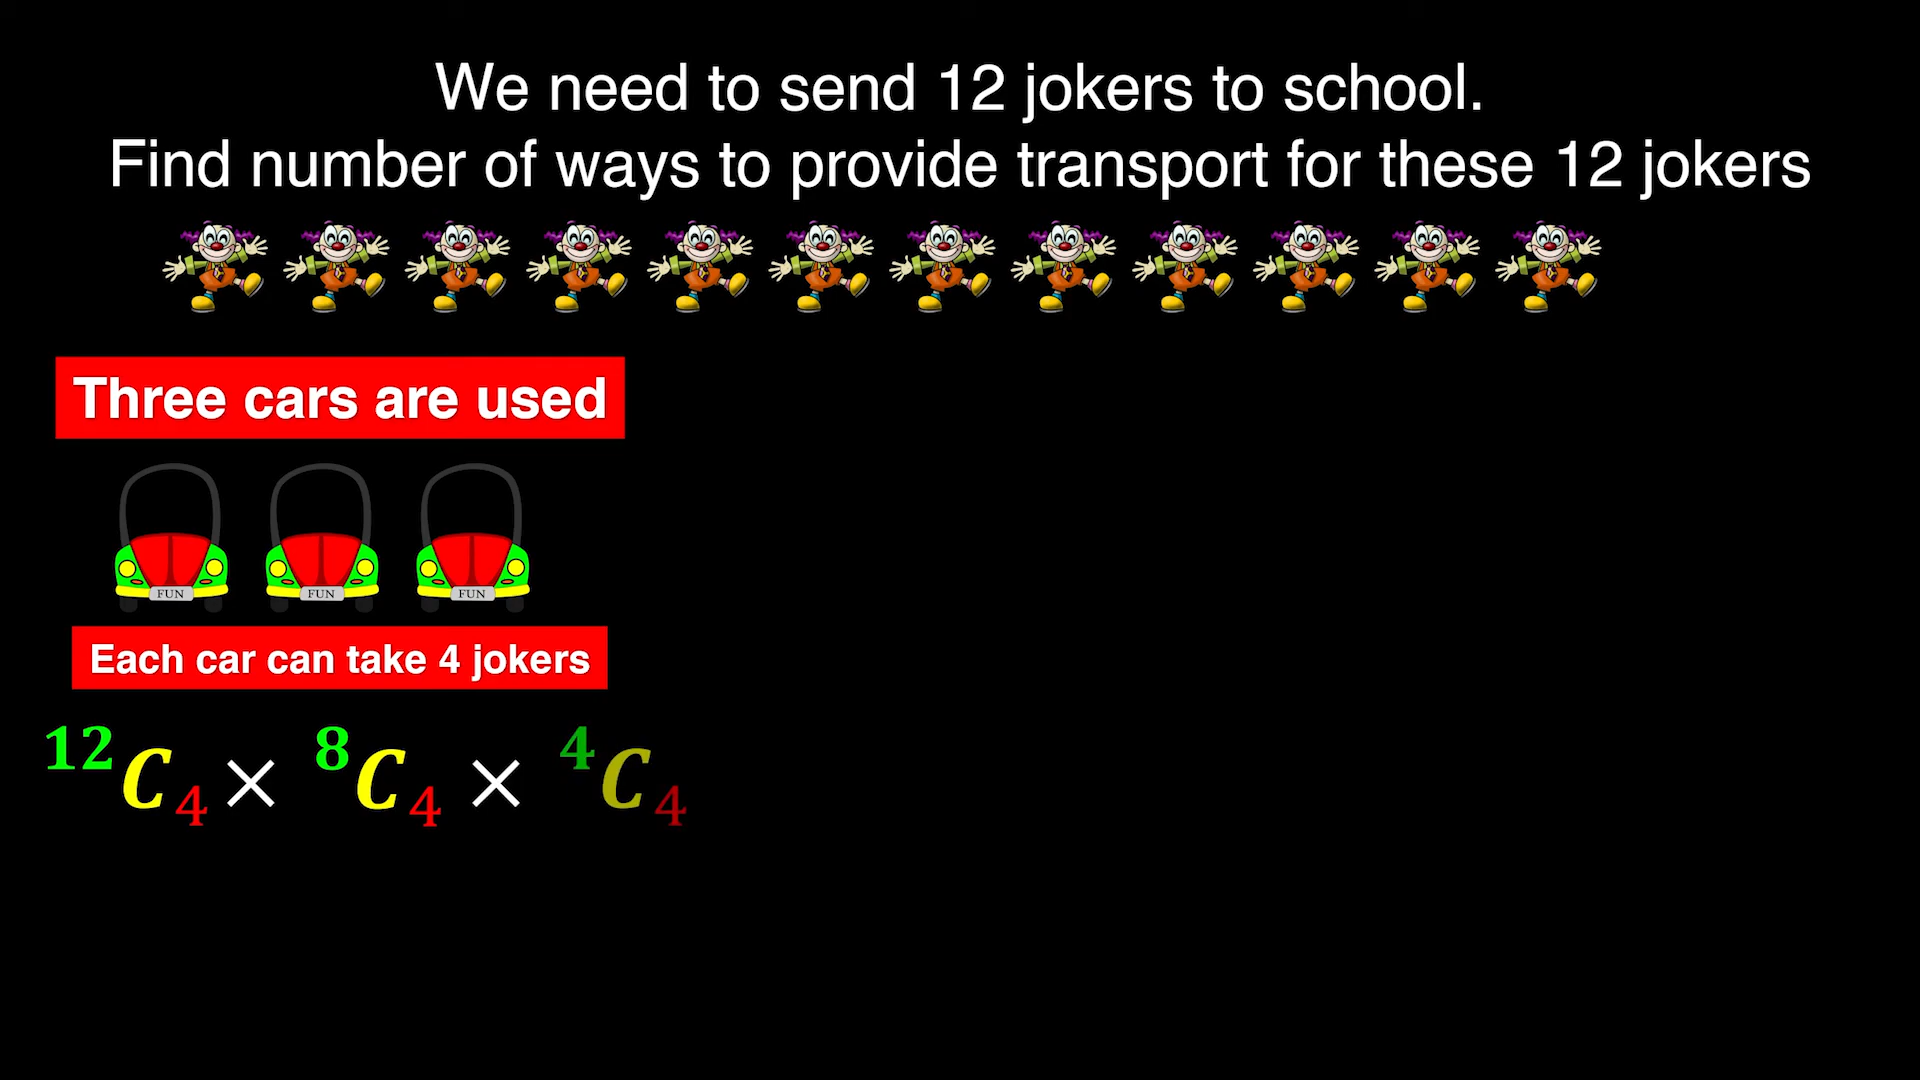 We need to send 12 jokers to school.
Find number of ways to provide transport for these 12 jokers
Three cars are used
FUN FUN FUN
Each car can take 4 jokers
¹²C₄ × ⁸C₄ × ⁴C₄